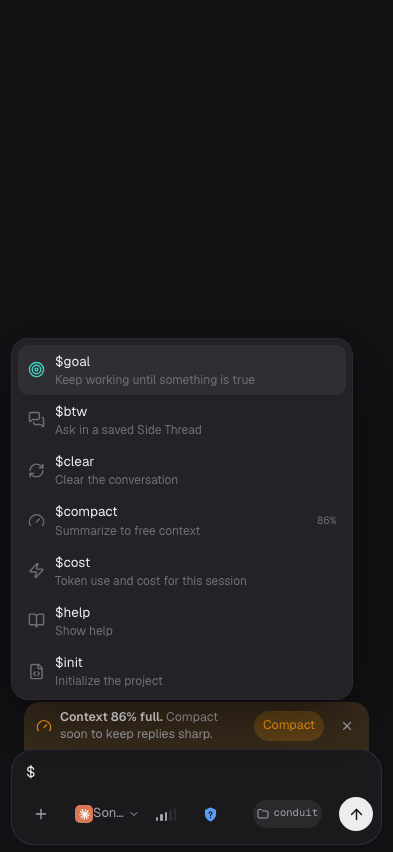 $goal
Keep working until something is true
$btw
Ask in a saved Side Thread
$clear
Clear the conversation
$compact
Summarize to free context
86%
$cost
Token use and cost for this session
$help
Show help
$init
Initialize the project
Context 86% full. Compact
soon to keep replies sharp.
Compact
$
Son...
conduit